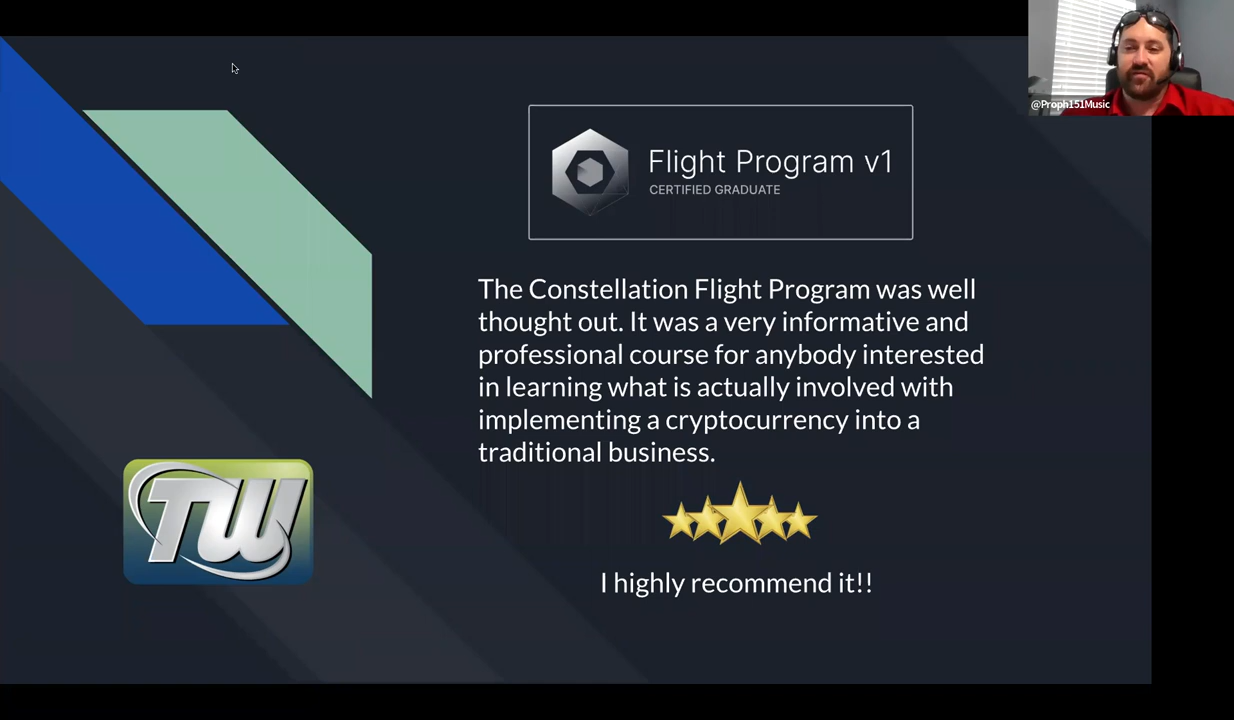 @Proph151Music
Flight Program v1
CERTIFIED GRADUATE
The Constellation Flight Program was well
thought out. It was a very informative and
professional course for anybody interested
in learning what is actually involved with
implementing a cryptocurrency into a
traditional business.
TW
I highly recommend it!!